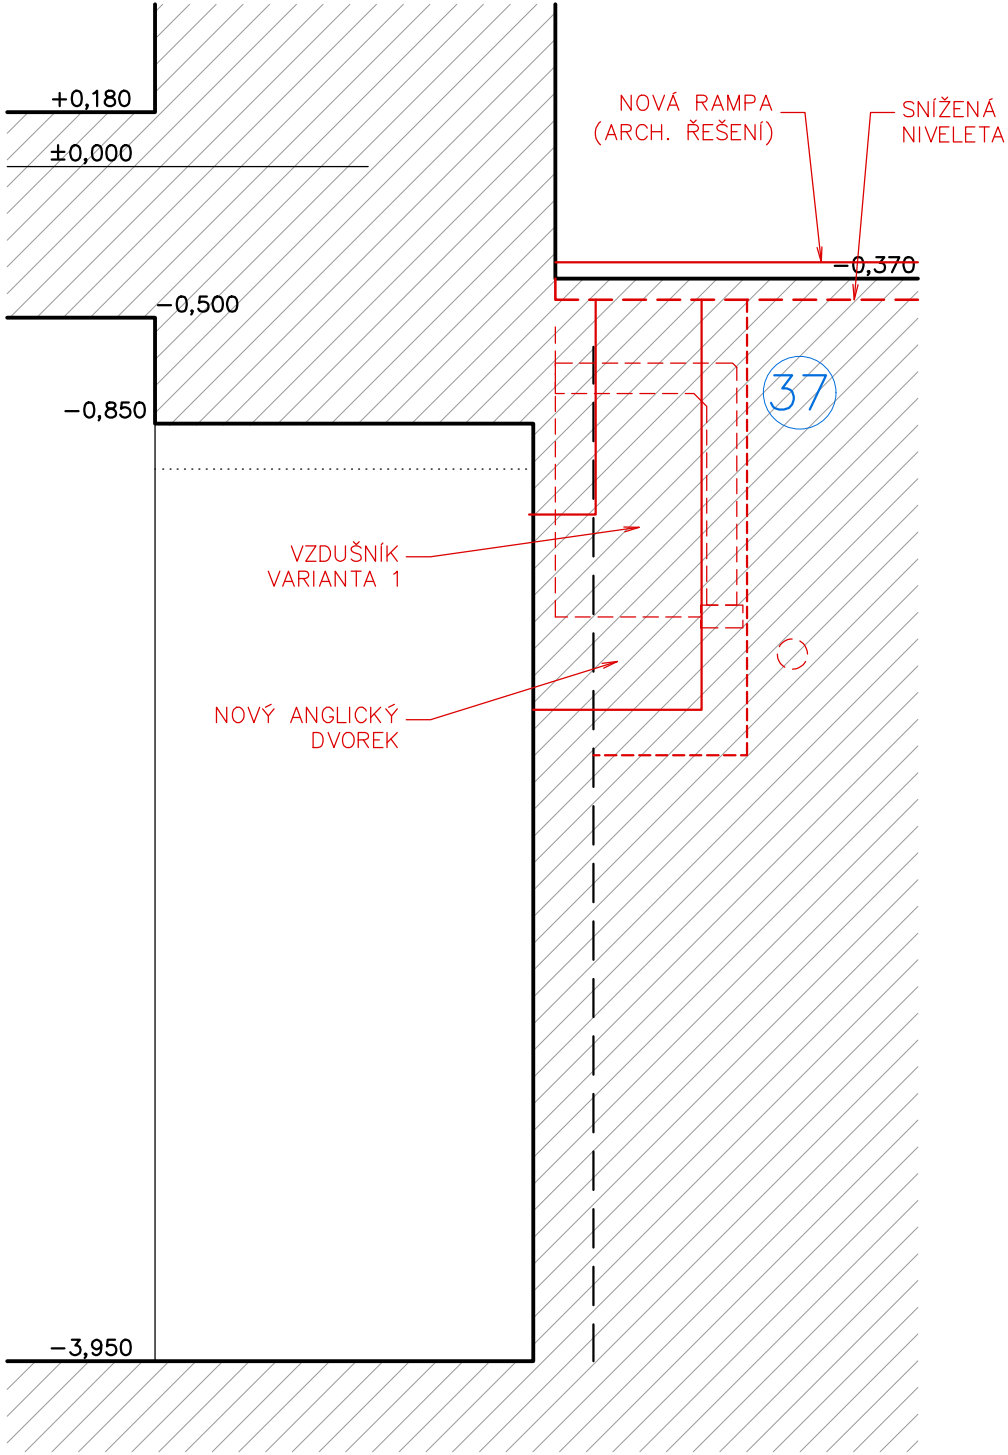 +0,180
±0,000
NOVÁ RAMPA
(ARCH. ŘEŠENÍ)
SNÍŽENÁ
NIVELETA
-0,370
-0,500
-0,850
37
VZDUŠNÍK
VARIANTA 1
NOVÝ ANGLICKÝ
DVOREK
-3,950